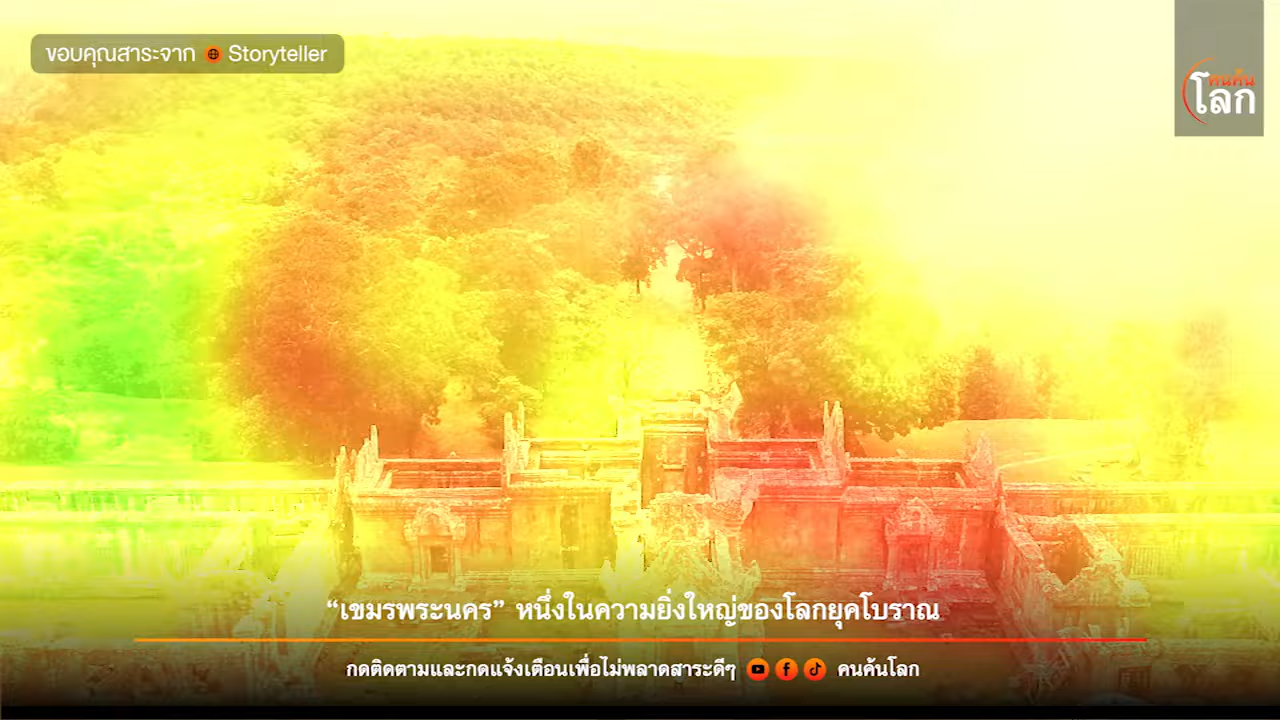 ขอบคุณสาระจาก Storyteller
คนค้น
โลก
“เขมรพระนคร” หนึ่งในความยิ่งใหญ่ของโลกยุคโบราณ
กดติดตามและกดแจ้งเตือนเพื่อไม่พลาดสาระดีๆ คนค้นโลก